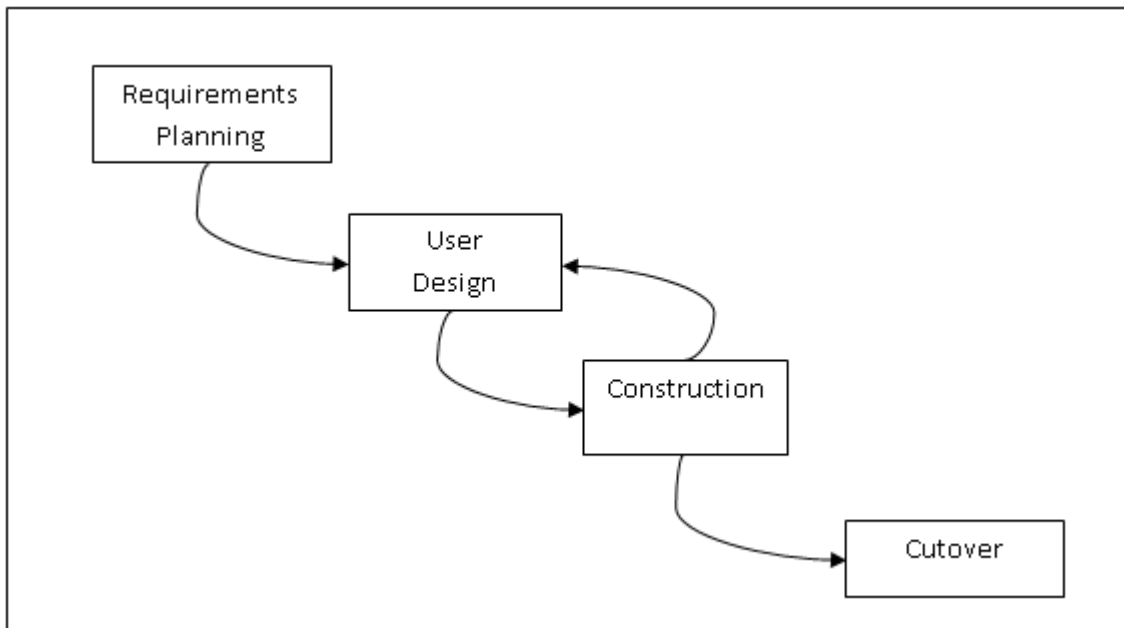 Requirements
Planning
User
Design
Construction
Cutover